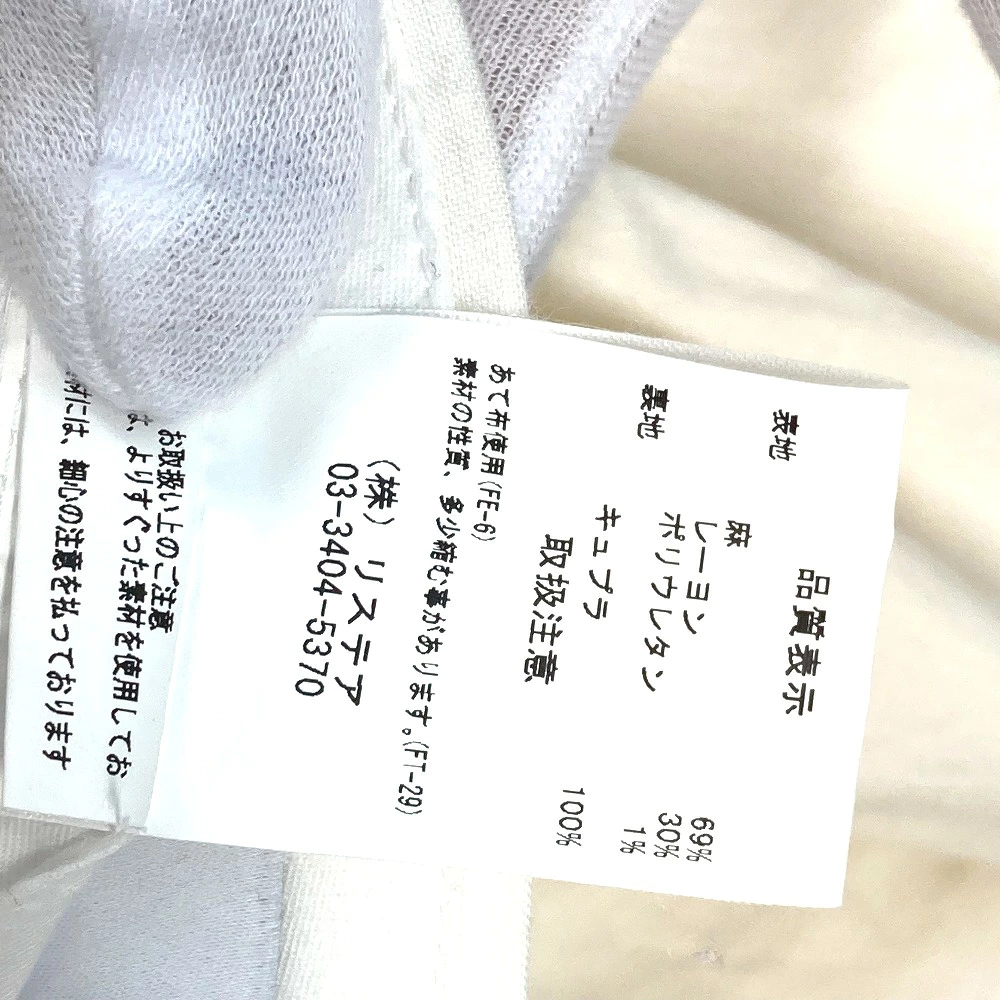 品質表示
表地
麻 69%
レーヨン 30%
ポリウレタン 1%
裏地
キュプラ 100%
取扱注意
あて布使用(FE-6)
素材の性質、多少縮む事があります。(FT-29)
(株) リステア
03-3404-5370
お取扱い上のご注意
は、よりすぐった素材を使用してお
材には、細心の注意を払っております